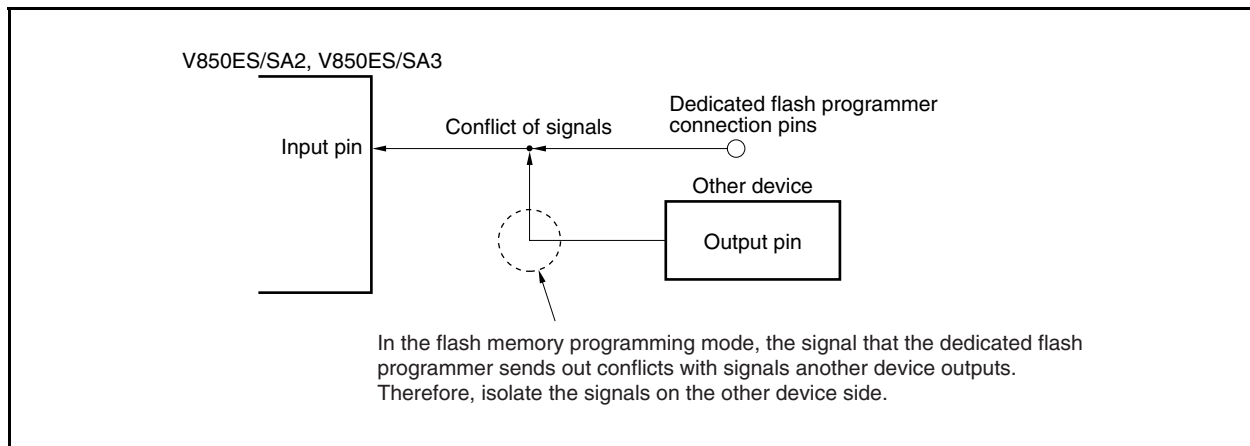 V850ES/SA2, V850ES/SA3
Dedicated flash programmer
connection pins
Conflict of signals
Input pin
Other device
Output pin
In the flash memory programming mode, the signal that the dedicated flash
programmer sends out conflicts with signals another device outputs.
Therefore, isolate the signals on the other device side.